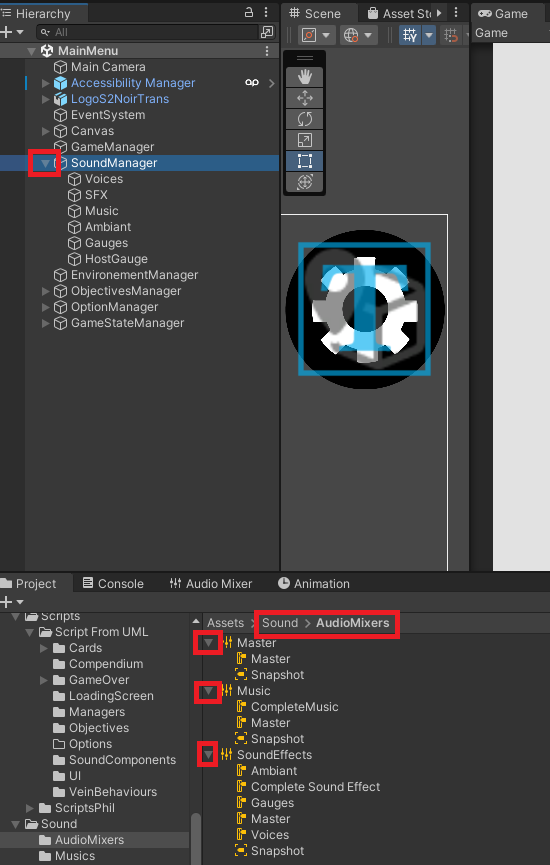 Hierarchy
All
MainMenu
Main Camera
Accessibility Manager
LogoS2NoirTrans
EventSystem
Canvas
GameManager
SoundManager
Voices
SFX
Music
Ambiant
Gauges
HostGauge
EnvironementManager
ObjectivesManager
OptionManager
GameStateManager
Scene
Asset Sto
Game
Game
Project
Console
Audio Mixer
Animation
Scripts
Script From UML
Cards
Compendium
GameOver
LoadingScreen
Managers
Objectives
Options
SoundComponents
UI
VeinBehaviours
ScriptsPhil
Sound
AudioMixers
Musics
Assets > Sound > AudioMixers
Master
Master
Snapshot
Music
CompleteMusic
Master
Snapshot
SoundEffects
Ambiant
Complete Sound Effect
Gauges
Master
Voices
Snapshot